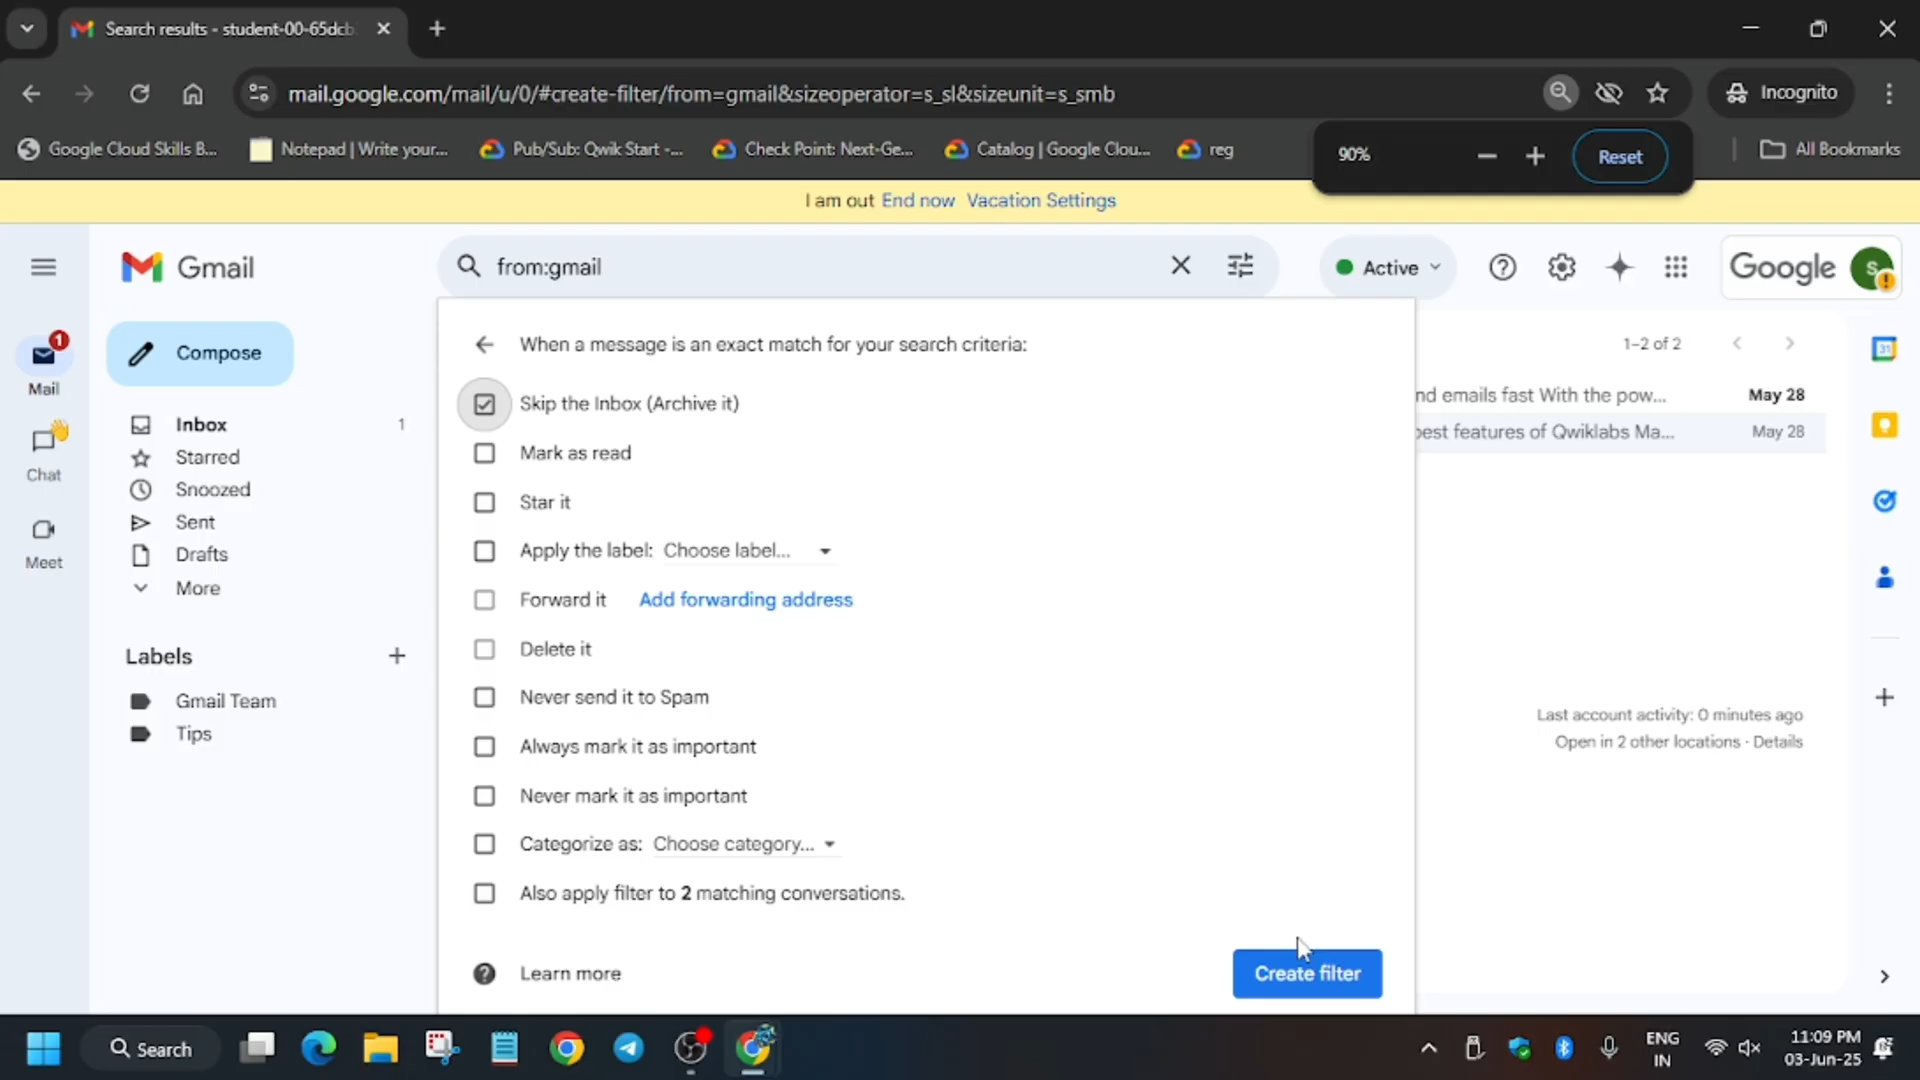 Search results - student-00-65dcb
mail.google.com/mail/u/0/#create-filter/from=gmail&sizeoperator=s_sl&sizeunit=s_smb
Incognito
Google Cloud Skills B...
Notepad | Write your...
Pub/Sub: Qwik Start -...
Check Point: Next-Ge...
Catalog | Google Clou...
reg
All Bookmarks
90%
Reset
I am out End now Vacation Settings
Gmail
from:gmail
Active
Google
S
1
Mail
Chat
Meet
Compose
Inbox 1
Starred
Snoozed
Sent
Drafts
More
Labels
Gmail Team
Tips
When a message is an exact match for your search criteria:
Skip the Inbox (Archive it)
Mark as read
Star it
Apply the label: Choose label...
Forward it Add forwarding address
Delete it
Never send it to Spam
Always mark it as important
Never mark it as important
Categorize as: Choose category...
Also apply filter to 2 matching conversations.
Learn more
Create filter
1–2 of 2
nd emails fast With the pow... May 28
best features of Qwiklabs Ma... May 28
Last account activity: 0 minutes ago
Open in 2 other locations · Details
31
Search
ENG
IN
11:09 PM
03-Jun-25